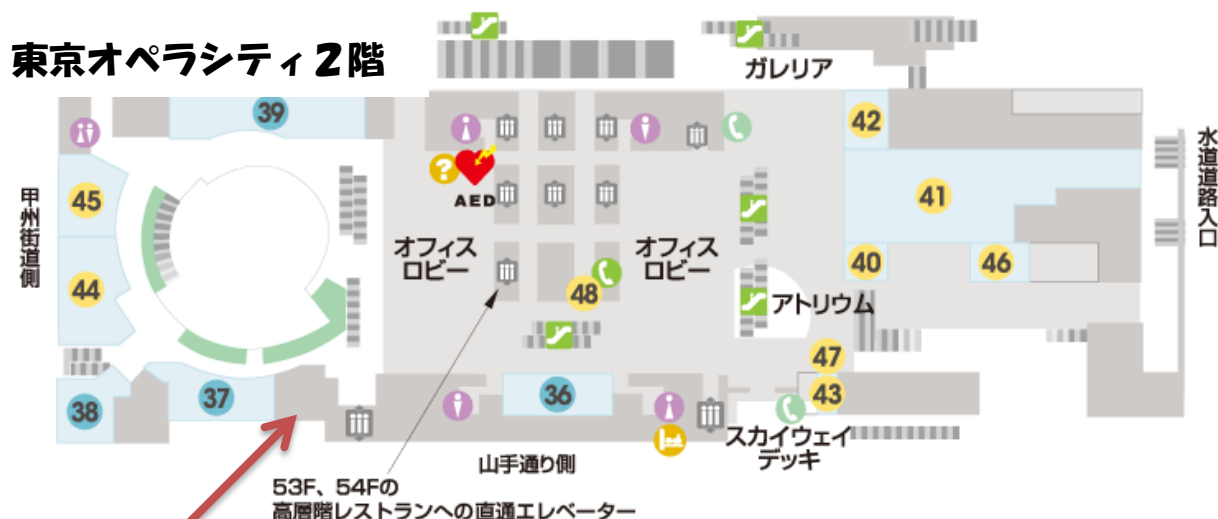 東京オペラシティ2階
ガレリア
39
42
水道道路入口
?
AED
45
41
甲州街道側
オフィス
ロビー
オフィス
ロビー
40
46
44
48
アトリウム
47
37
36
43
38
スカイウェイ
デッキ
山手通り側
53F、54Fの
高層階レストランへの直通エレベーター